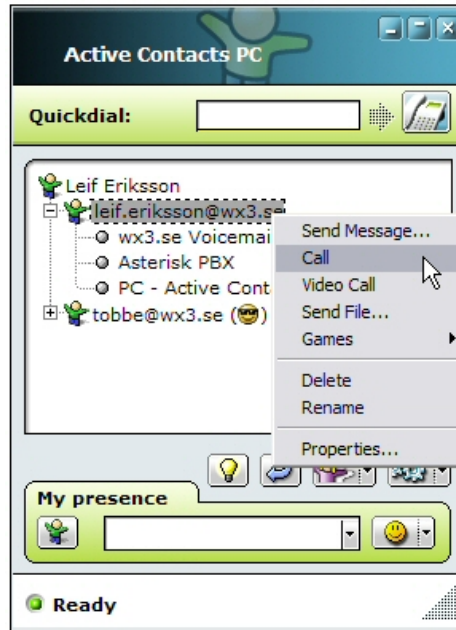 Active Contacts PC
Quickdial:
Leif Eriksson
leif.eriksson@wx3.se
wx3.se Voicemai
Asterisk PBX
PC - Active Cont
tobbe@wx3.se ( )
Send Message...
Call
Video Call
Send File...
Games
Delete
Rename
Properties...
My presence
Ready